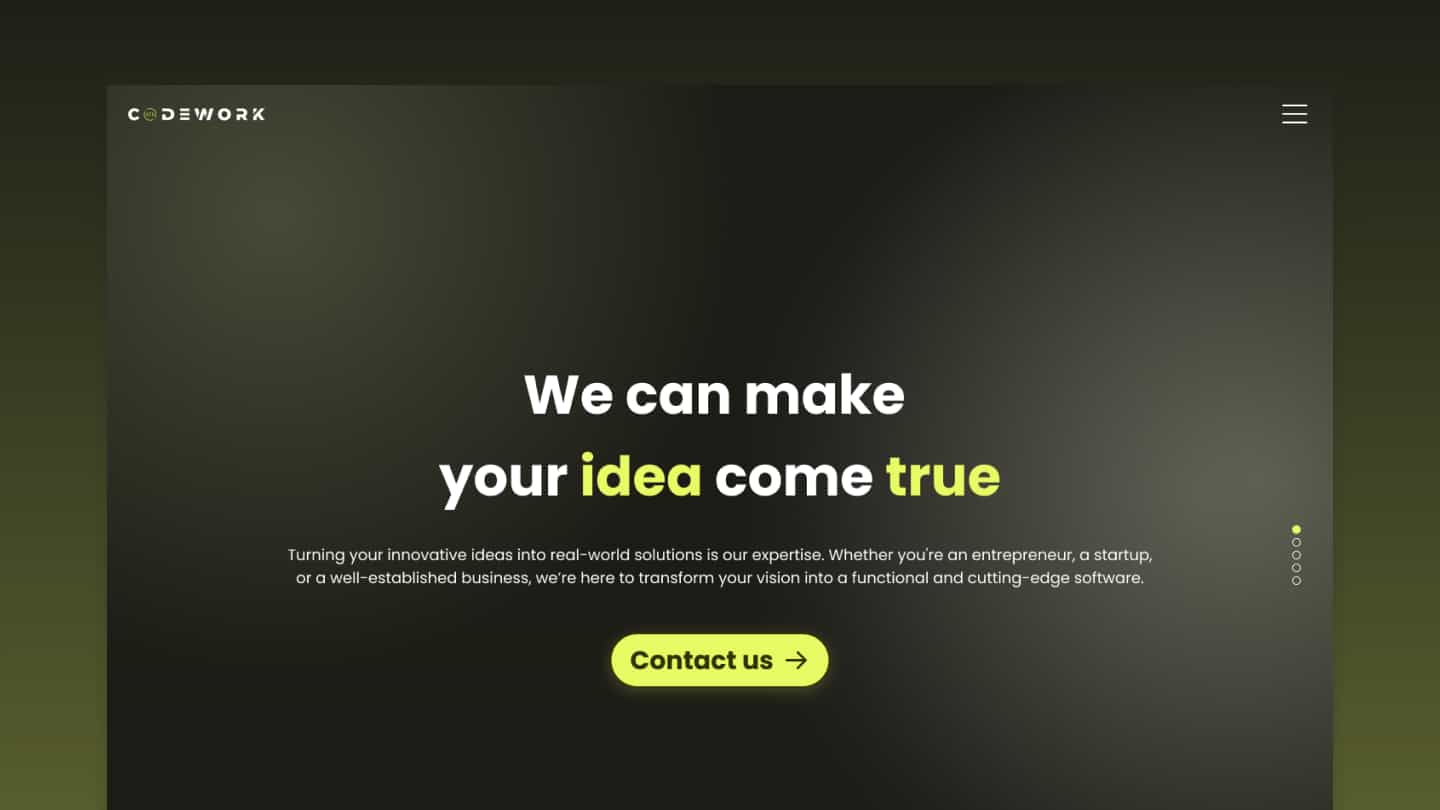 CODEWORK
We can make
your idea come true
Turning your innovative ideas into real-world solutions is our expertise. Whether you're an entrepreneur, a startup,
or a well-established business, we're here to transform your vision into a functional and cutting-edge software.
Contact us